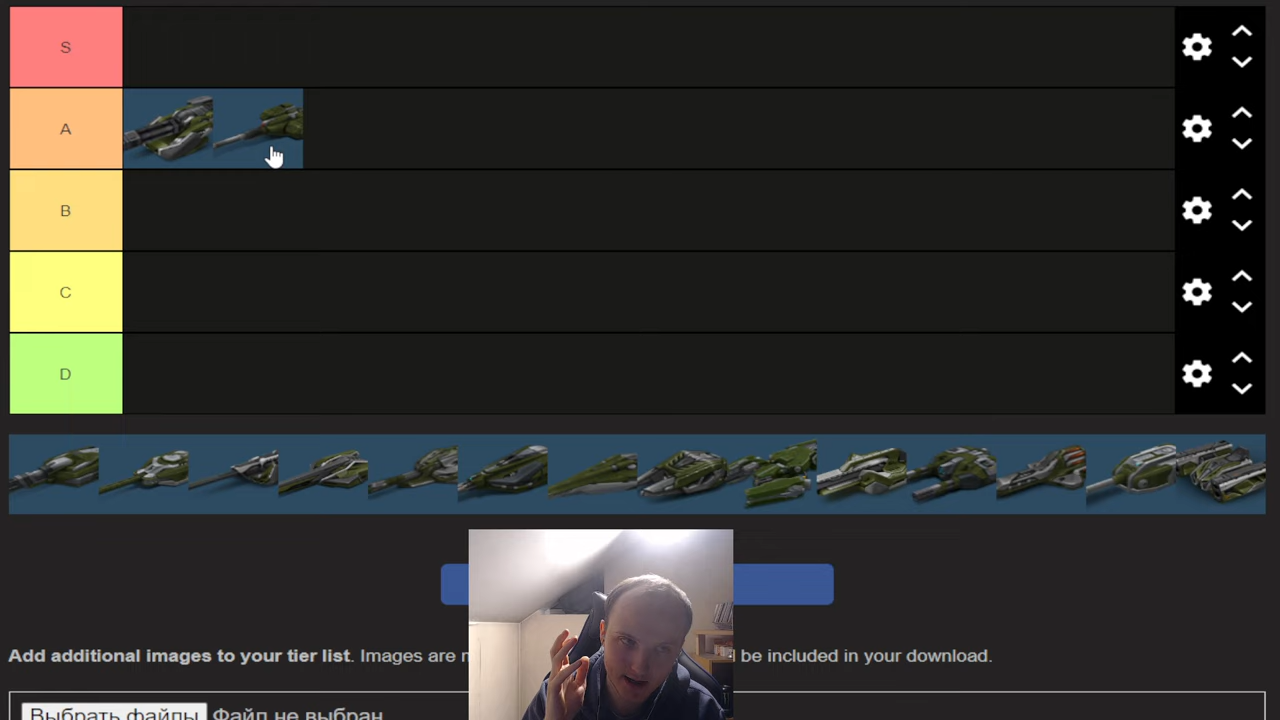 S
A
B
C
D
Add additional images to your tier list. Images are be included in your download.
Выбрать файлы Файл не выбран